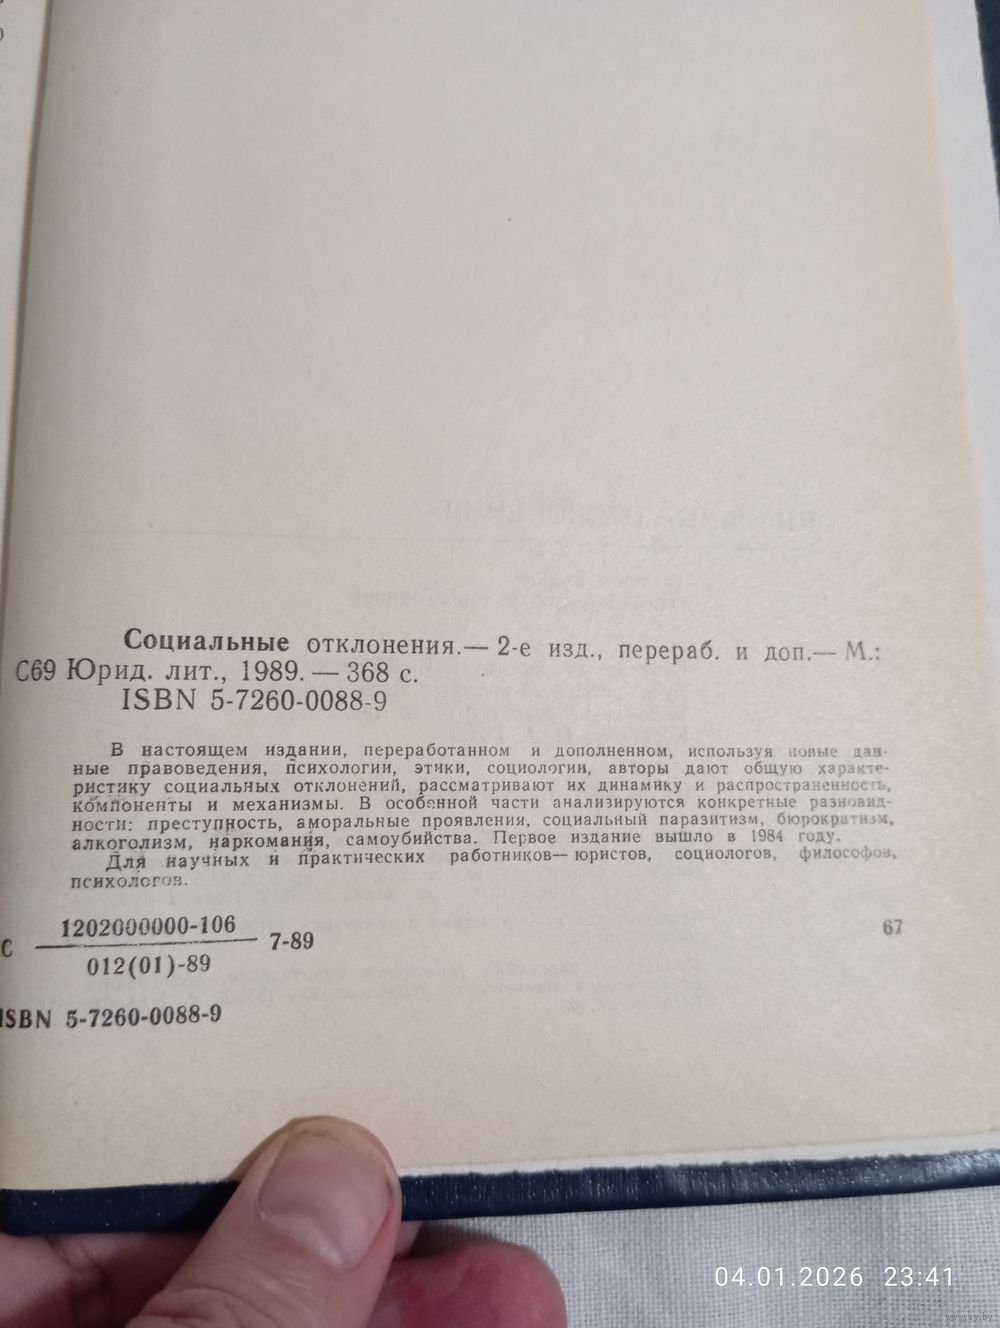 Социальные отклонения.— 2-е изд., перераб. и доп.— М.:
С69 Юрид. лит., 1989. — 368 с.
ISBN 5-7260-0088-9
В настоящем издании, переработанном и дополненном, используя новые дан-
ные правоведения, психологии, этики, социологии, авторы дают общую характе-
ристику социальных отклонений, рассматривают их динамику и распространенность,
компоненты и механизмы. В особенной части анализируются конкретные разновид-
ности: преступность, аморальные проявления, социальный паразитизм, бюрократизм,
алкоголизм, наркомания, самоубийства. Первое издание вышло в 1984 году.
Для научных и практических работников— юристов, социологов, философов,
психологов.
С 1202000000-106 7-89 67
012(01)-89
ISBN 5-7260-0088-9
04.01.2026 23:41
www.ay.by